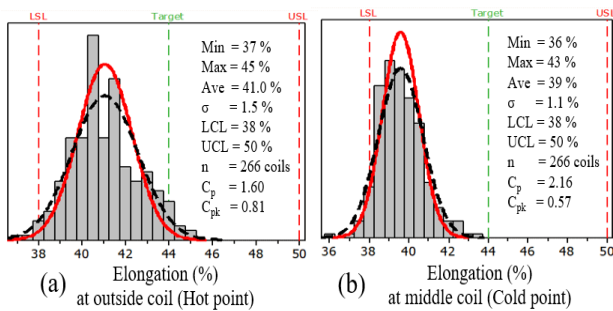 LSL Target USL
Min = 37 %
Max = 45 %
Ave = 41.0 %
σ = 1.5 %
LCL = 38 %
UCL = 50 %
n = 266 coils
Cp = 1.60
Cpk = 0.81
38 40 42 44 46 48 50
Elongation (%)
(a) at outside coil (Hot point)
LSL Target USL
Min = 36 %
Max = 43 %
Ave = 39 %
σ = 1.1 %
LCL = 38 %
UCL = 50 %
n = 266 coils
Cp = 2.16
Cpk = 0.57
36 38 40 42 44 46 48 50
Elongation (%)
(b) at middle coil (Cold point)